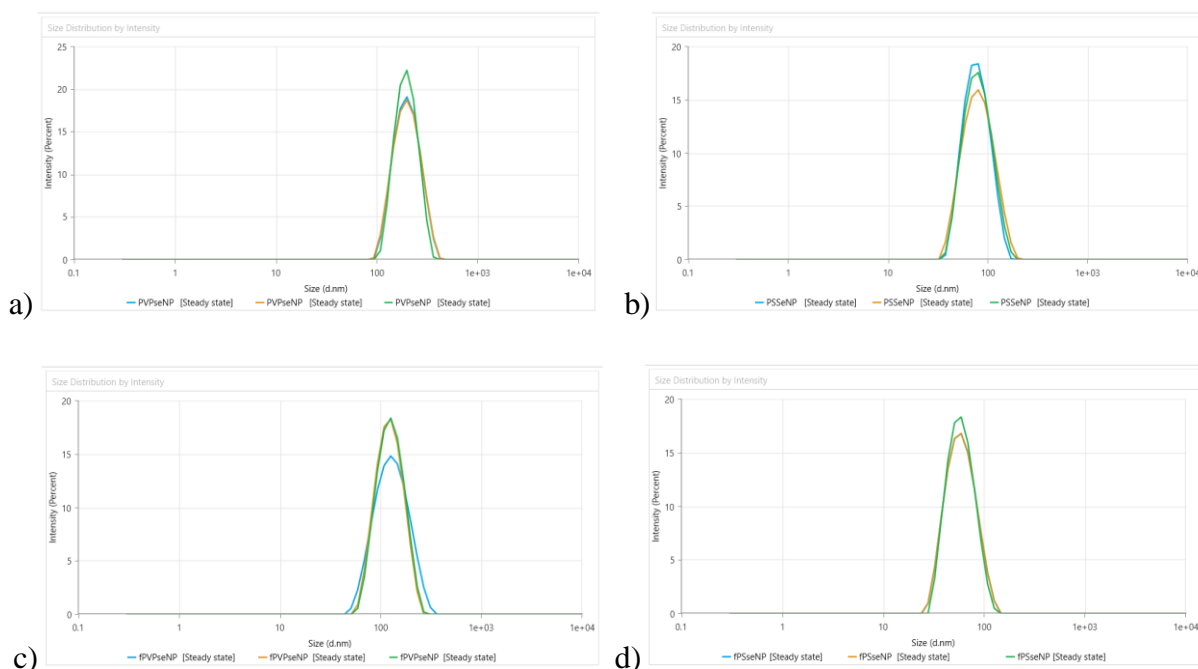 Size Distribution by Intensity
25
20
15
10
5
0
Intensity (Percent)
0.1 1 10 100 1e+03 1e+04
Size (d.nm)
PVPseNP [Steady state] PVPseNP [Steady state] PVPseNP [Steady state]
a)
Size Distribution by Intensity
20
15
10
5
0
Intensity (Percent)
0.1 1 10 100 1e+03 1e+04
Size (d.nm)
PSSeNP [Steady state] PSSeNP [Steady state] PSSeNP [Steady state]
b)
Size Distribution by Intensity
20
15
10
5
0
Intensity (Percent)
0.1 1 10 100 1e+03 1e+04
Size (d.nm)
fPVPseNP [Steady state] fPVPseNP [Steady state] fPVPseNP [Steady state]
c)
Size Distribution by Intensity
20
15
10
5
0
Intensity (Percent)
0.1 1 10 100 1e+03 1e+04
Size (d.nm)
fPSseNP [Steady state] fPSseNP [Steady state] fPSseNP [Steady state]
d)